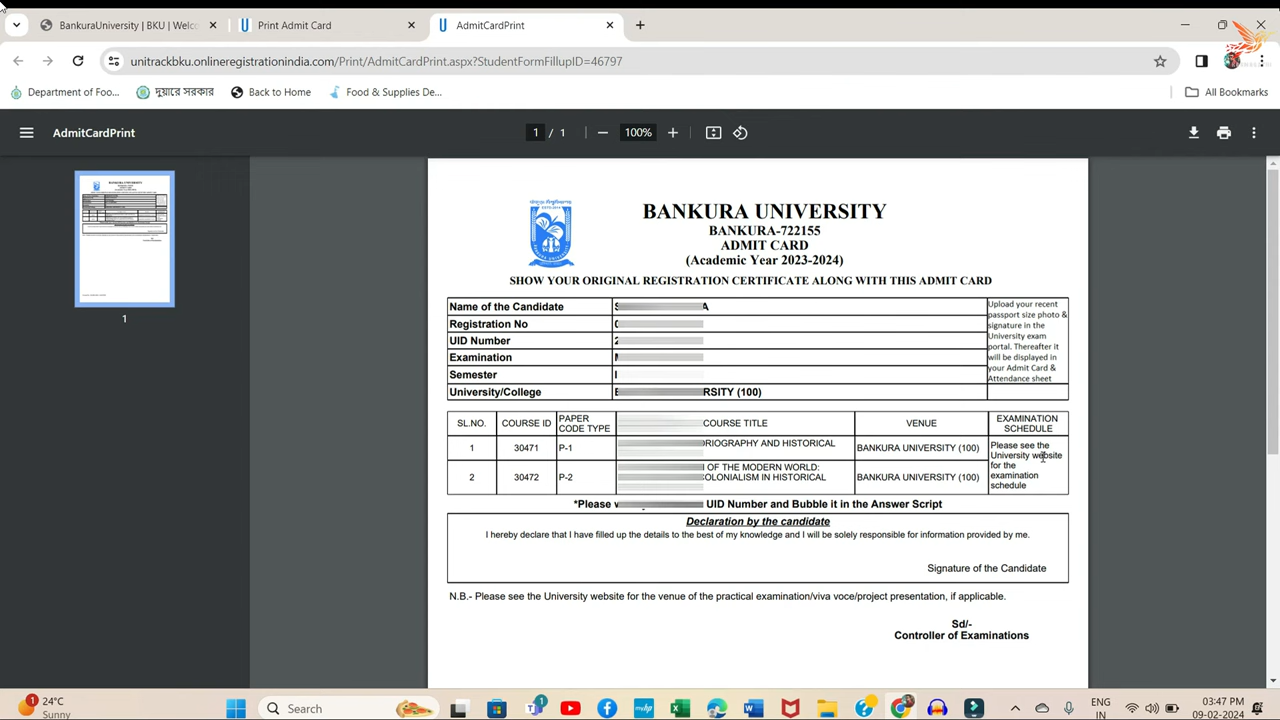 BankuraUniversity | BKU | Welc
Print Admit Card
AdmitCardPrint
unitrackbku.onlineregistrationindia.com/Print/AdmitCardPrint.aspx?StudentFormFillupID=46797
Department of Foo...
দুয়ারে সরকার
Back to Home
Food & Supplies De...
All Bookmarks
AdmitCardPrint
1 / 1
100%
1
BANKURA UNIVERSITY
BANKURA-722155
ADMIT CARD
(Academic Year 2023-2024)
SHOW YOUR ORIGINAL REGISTRATION CERTIFICATE ALONG WITH THIS ADMIT CARD
Name of the Candidate
Registration No
UID Number
Examination
Semester
University/College RSITY (100)
Upload your recent
passport size photo &
signature in the
University exam
portal. Thereafter it
will be displayed in
your Admit Card &
Attendance sheet
SL.NO. COURSE ID PAPER CODE TYPE COURSE TITLE VENUE EXAMINATION SCHEDULE
1 30471 P-1 ORIOGRAPHY AND HISTORICAL BANKURA UNIVERSITY (100)
2 30472 P-2 OF THE MODERN WORLD:
COLONIALISM IN HISTORICAL BANKURA UNIVERSITY (100)
Please see the
University website
for the
examination
schedule
*Please UID Number and Bubble it in the Answer Script
Declaration by the candidate
I hereby declare that I have filled up the details to the best of my knowledge and I will be solely responsible for information provided by me.
Signature of the Candidate
N.B.- Please see the University website for the venue of the practical examination/viva voce/project presentation, if applicable.
Sd/-
Controller of Examinations
24°C
Sunny
Search
ENG
IN
03:47 PM
09-02-2024